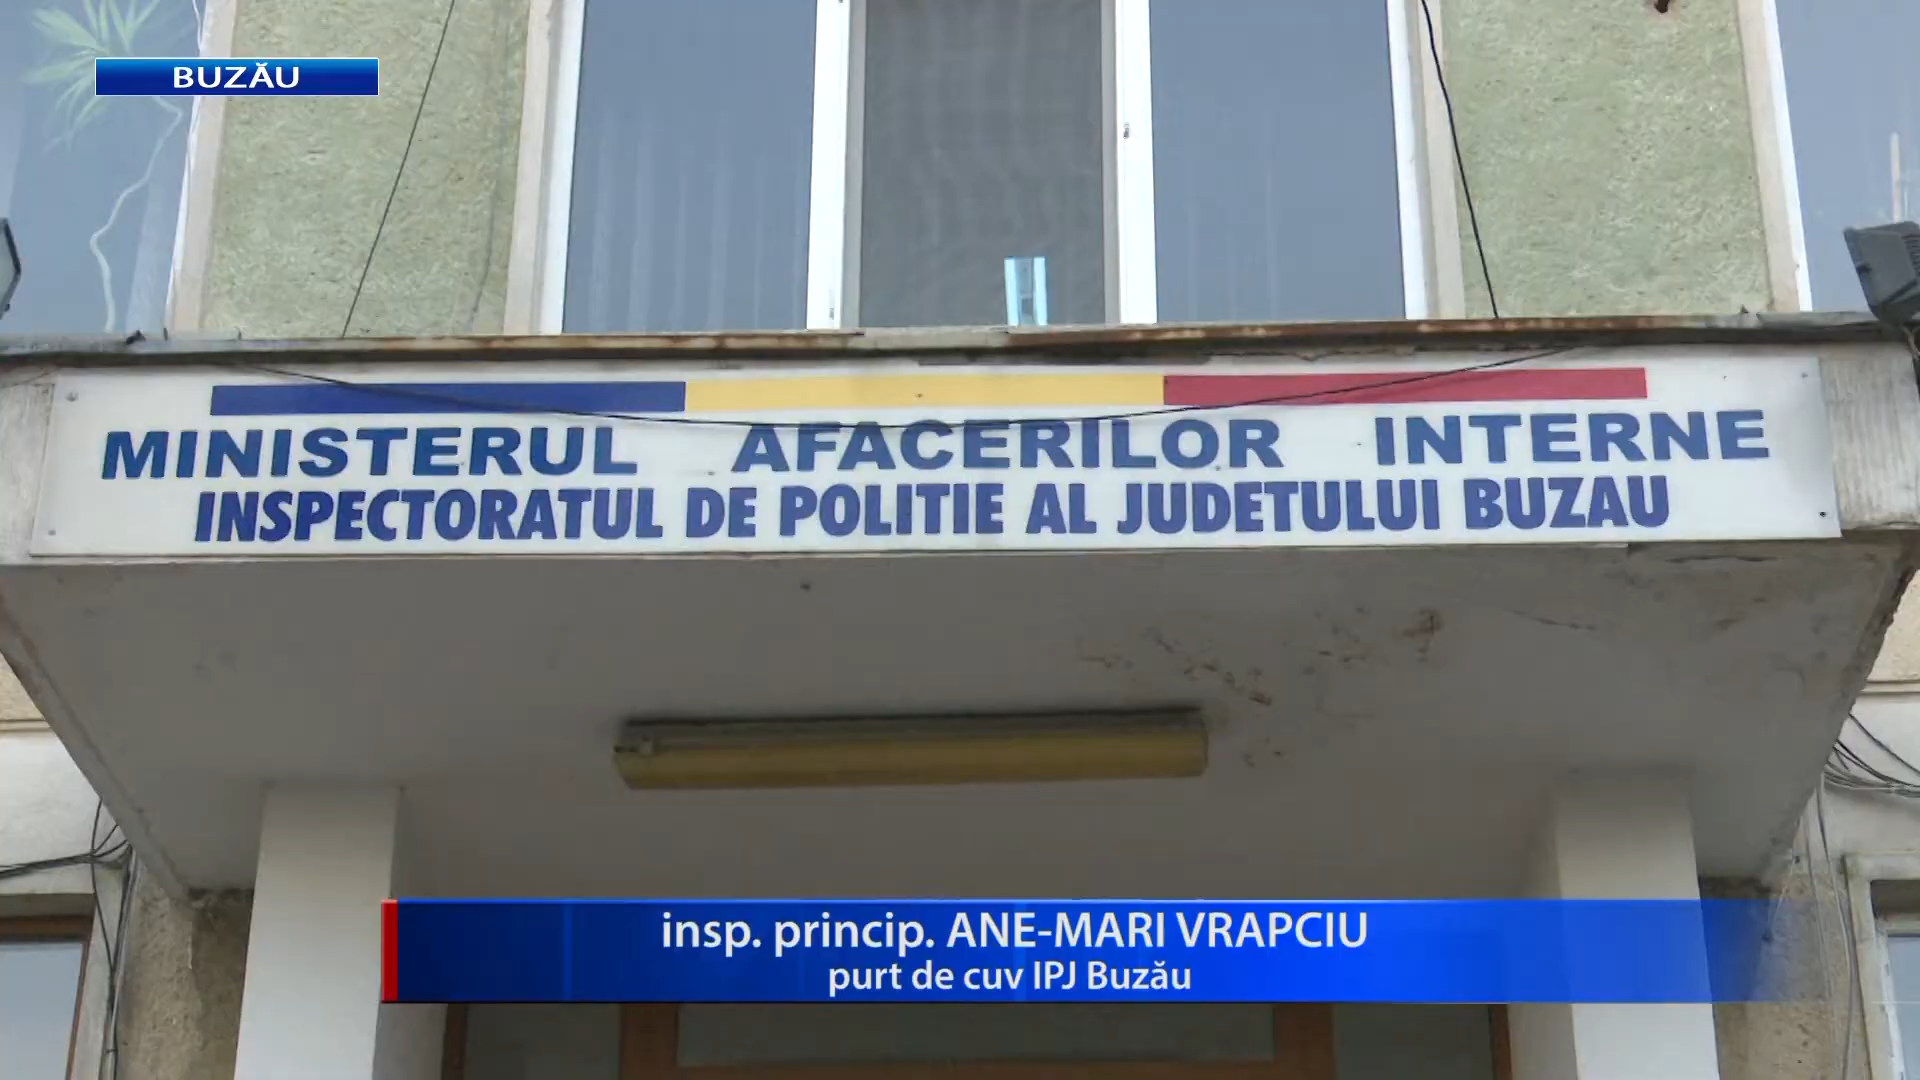 BUZĂU
MINISTERUL AFACERILOR INTERNE
INSPECTORATUL DE POLITIE AL JUDETULUI BUZAU
insp. princip. ANE-MARI VRAPCIU
purt de cuv IPJ Buzău